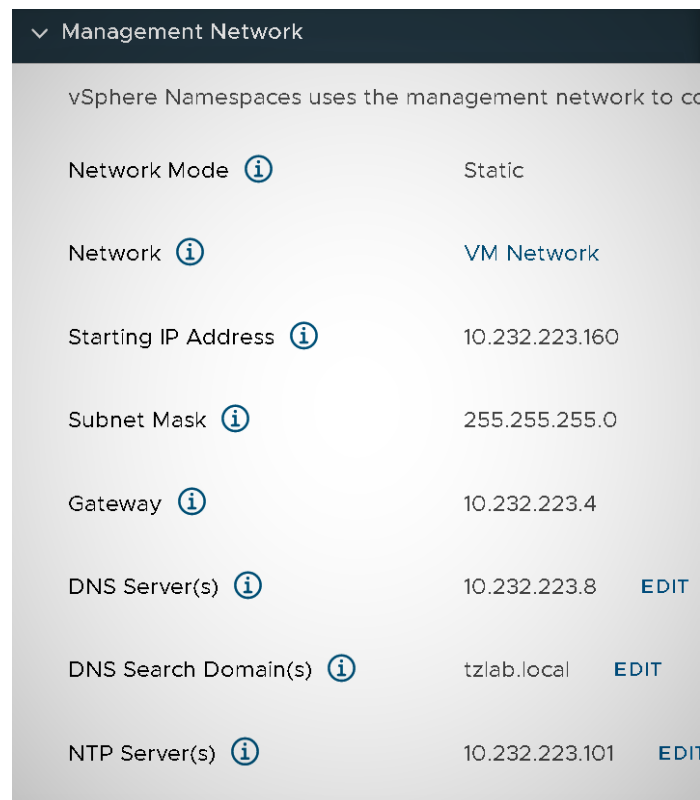 Management Network
vSphere Namespaces uses the management network to co
Network Mode Static
Network VM Network
Starting IP Address 10.232.223.160
Subnet Mask 255.255.255.0
Gateway 10.232.223.4
DNS Server(s) 10.232.223.8 EDIT
DNS Search Domain(s) tzlab.local EDIT
NTP Server(s) 10.232.223.101 EDIT